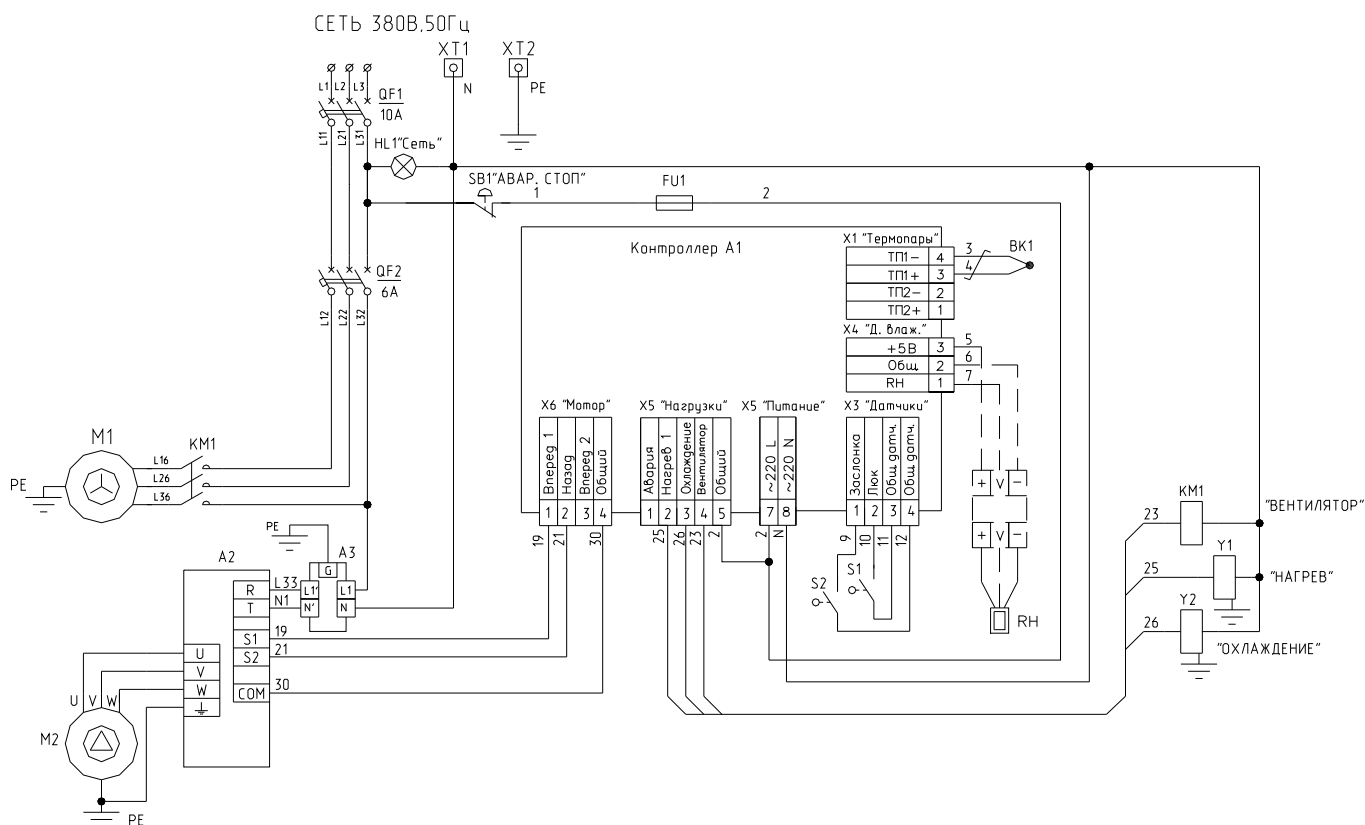 СЕТЬ 380В,50Гц
XT1
XT2
N
PE
L1
L2
L3
QF1
10А
L11
L21
L31
HL1"Сеть"
SB1"АВАР. СТОП"
1
FU1
2
Контроллер А1
X1 "Термопары"
ТП1- 4
ТП1+ 3
ТП2- 2
ТП2+ 1
3
4
BK1
QF2
6А
L12
L22
L32
X4 "Д. влаж."
+5В 3
Общ. 2
RH 1
5
6
7
X6 "Мотор"
Вперед 1
Назад
Вперед 2
Общий
1 2 3 4
19
21
30
X5 "Нагрузки"
Авария
Нагрев 1
Охлаждение
Вентилятор
Общий
1 2 3 4 5
25
26
23
2
X5 "Питание"
~220 L
~220 N
7 8
2
N
X3 "Датчики"
Заслонка
Люк
Общ. датч.
Общ. датч.
1 2 3 4
9
10
11
12
S2
S1
+ V -
+ V -
RH
M1
KM1
L16
L26
L36
PE
PE
A3
G
L1' L1
N' N
A2
R L33
T N1
S1 19
S2 21
COM 30
U
V
W
U V W
M2
PE
23
KM1
"ВЕНТИЛЯТОР"
25
Y1
"НАГРЕВ"
26
Y2
"ОХЛАЖДЕНИЕ"